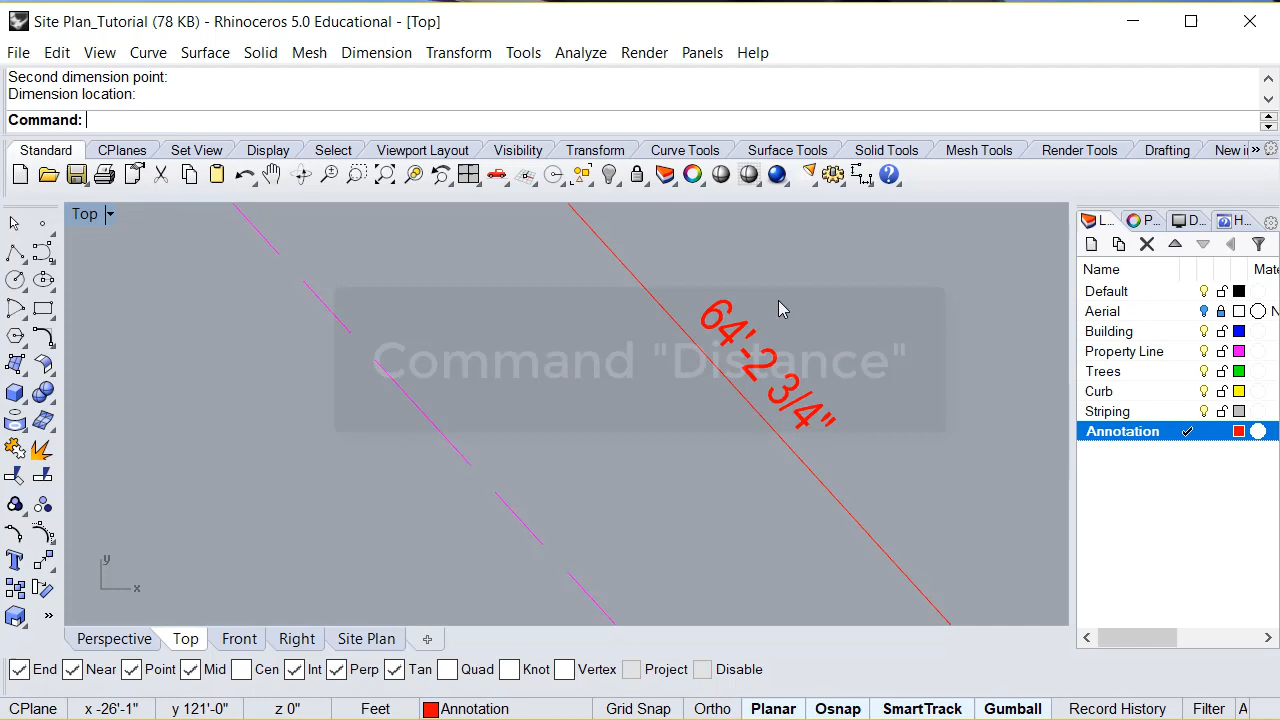 Site Plan_Tutorial (78 KB) - Rhinoceros 5.0 Educational - [Top]
File Edit View Curve Surface Solid Mesh Dimension Transform Tools Analyze Render Panels Help
Second dimension point:
Dimension location:
Command:
Standard CPlanes Set View Display Select Viewport Layout Visibility Transform Curve Tools Surface Tools Solid Tools Mesh Tools Render Tools Drafting New in »
Top
L... P... D... H...
Name Mate
Default
Aerial N
Building
Property Line
Trees
Curb
Striping
Annotation
64'-2 3/4"
Command "Distance"
y
x
Perspective Top Front Right Site Plan
End Near Point Mid Cen Int Perp Tan Quad Knot Vertex Project Disable
CPlane x -26'-1" y 121'-0" z 0" Feet Annotation Grid Snap Ortho Planar Osnap SmartTrack Gumball Record History Filter A